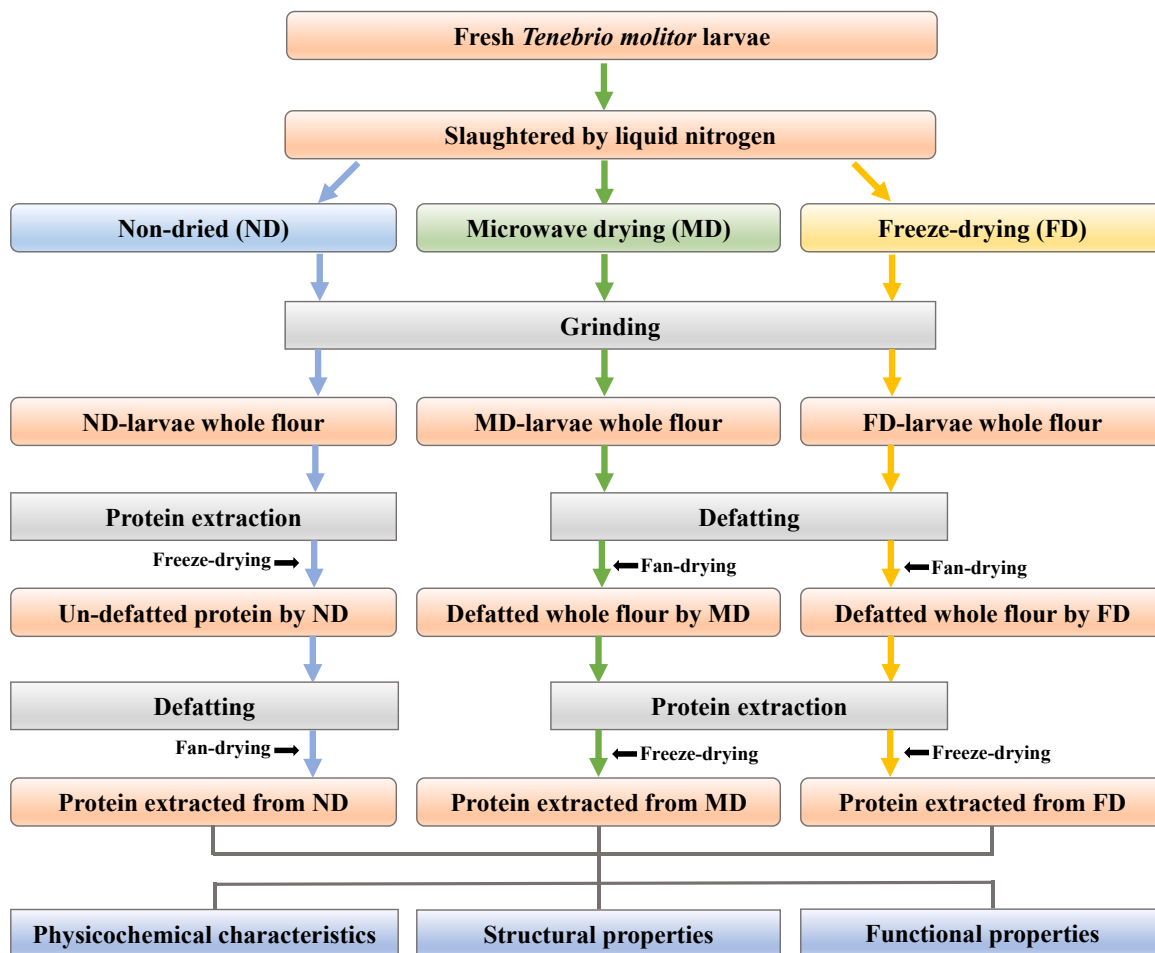 Fresh Tenebrio molitor larvae
Slaughtered by liquid nitrogen
Non-dried (ND)
Microwave drying (MD)
Freeze-drying (FD)
Grinding
ND-larvae whole flour
MD-larvae whole flour
FD-larvae whole flour
Protein extraction
Defatting
Freeze-drying
Fan-drying
Fan-drying
Un-defatted protein by ND
Defatted whole flour by MD
Defatted whole flour by FD
Defatting
Protein extraction
Fan-drying
Freeze-drying
Freeze-drying
Protein extracted from ND
Protein extracted from MD
Protein extracted from FD
Physicochemical characteristics
Structural properties
Functional properties